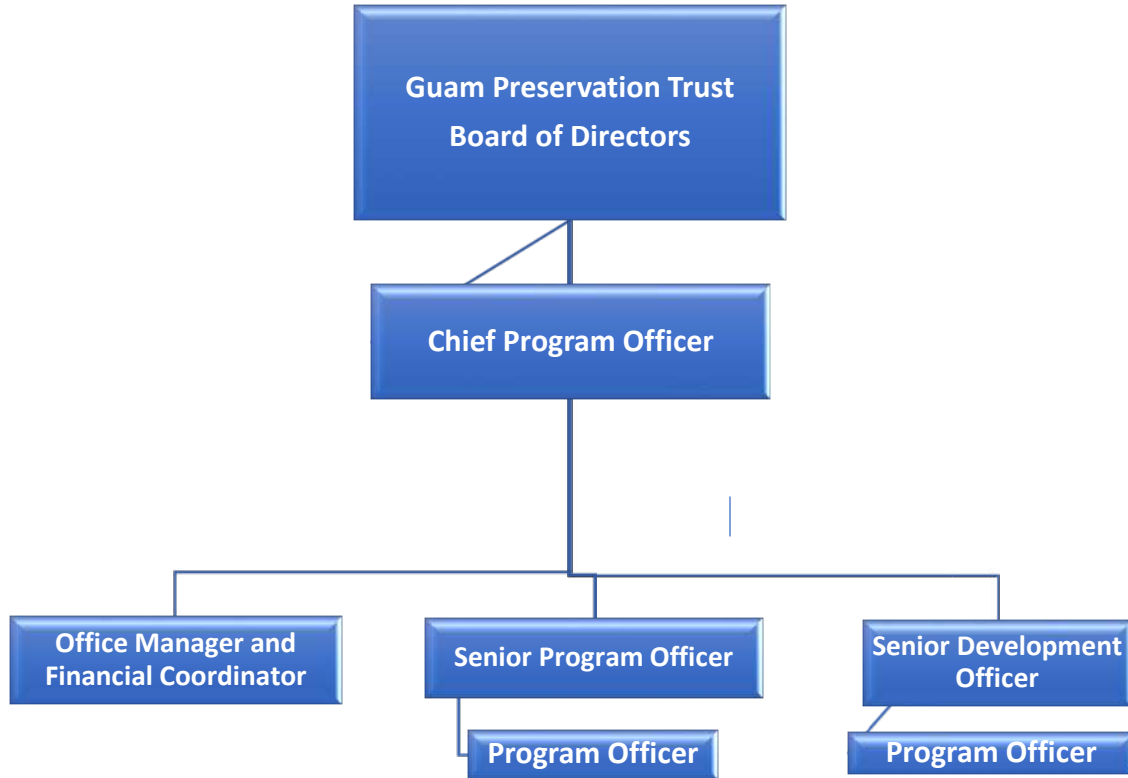 Guam Preservation Trust
Board of Directors
Chief Program Officer
Office Manager and
Financial Coordinator
Senior Program Officer
Senior Development
Officer
Program Officer
Program Officer